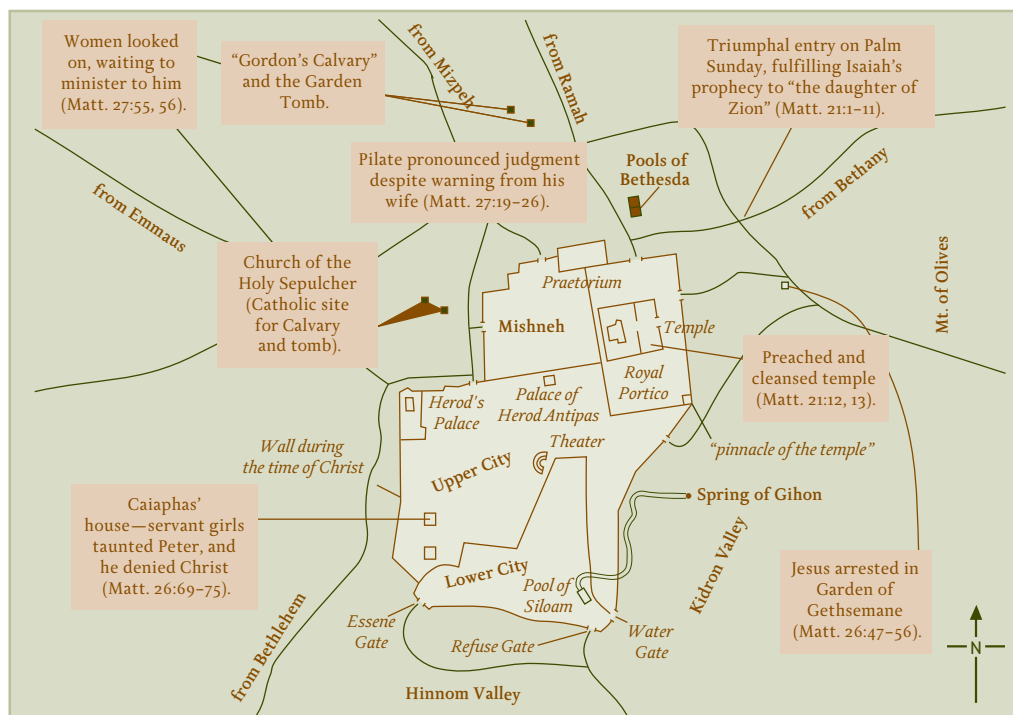 Women looked
on, waiting to
minister to him
(Matt. 27:55, 56).
“Gordon’s Calvary”
and the Garden
Tomb.
from Mizpeh
from Ramah
Triumphal entry on Palm
Sunday, fulfilling Isaiah’s
prophecy to “the daughter of
Zion” (Matt. 21:1–11).
Pilate pronounced judgment
despite warning from his
wife (Matt. 27:19–26).
Pools of
Bethesda
from Bethany
from Emmaus
Church of the
Holy Sepulcher
(Catholic site
for Calvary
and tomb).
Praetorium
Mishneh
Temple
Mt. of Olives
Royal
Portico
Preached and
cleansed temple
(Matt. 21:12, 13).
Herod's
Palace
Palace of
Herod Antipas
Theater
“pinnacle of the temple”
Wall during
the time of Christ
Upper City
Spring of Gihon
Caiaphas’
house—servant girls
taunted Peter, and
he denied Christ
(Matt. 26:69–75).
Lower City
Pool of
Siloam
Kidron Valley
Jesus arrested in
Garden of
Gethsemane
(Matt. 26:47–56).
Essene
Gate
Refuse Gate
Water
Gate
from Bethlehem
Hinnom Valley
N